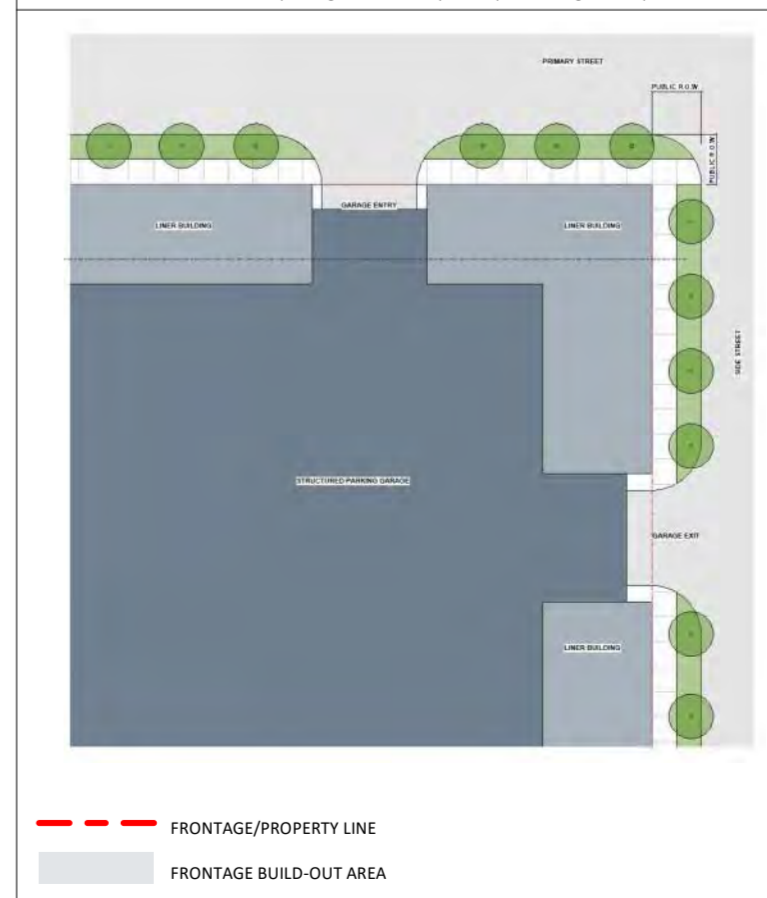 PRIMARY STREET
PUBLIC R.O.W
PUBLIC R.O.W
GARAGE ENTRY
LINER BUILDING
LINER BUILDING
SIDE STREET
STRUCTURED PARKING GARAGE
GARAGE EXIT
LINER BUILDING
FRONTAGE/PROPERTY LINE
FRONTAGE BUILD-OUT AREA